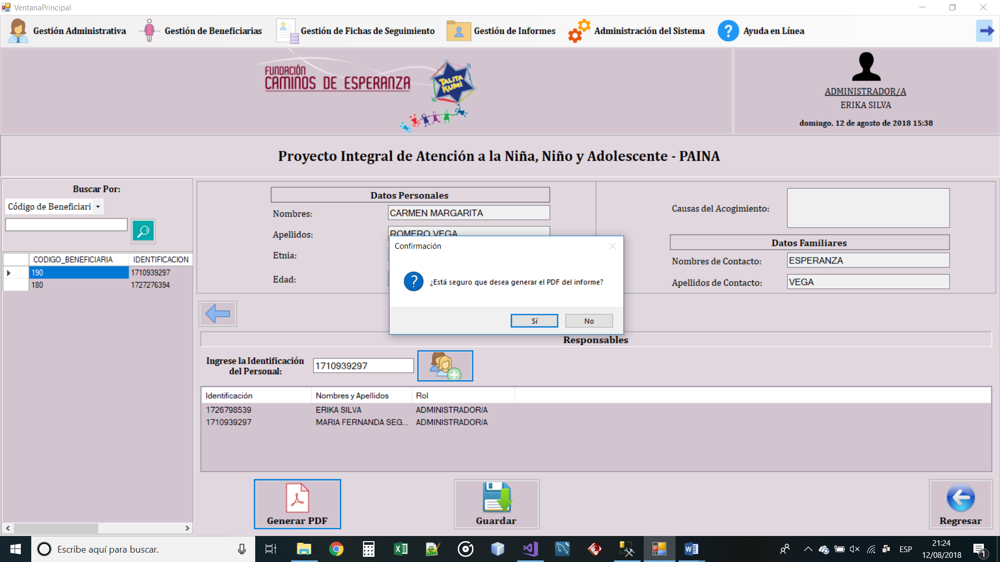 VentanaPrincipal
Gestión Administrativa
Gestión de Beneficiarias
Gestión de Fichas de Seguimiento
Gestión de Informes
Administración del Sistema
Ayuda en Línea
FUNDACIÓN
CAMINOS DE ESPERANZA
TALITA
KUMI
ADMINISTRADOR/A
ERIKA SILVA
domingo, 12 de agosto de 2018 15:38
Proyecto Integral de Atención a la Niña, Niño y Adolescente - PAINA
Buscar Por:
Código de Beneficiari
CODIGO_BENEFICIARIA IDENTIFICACION
190 1710939297
180 1727276394
Datos Personales
Nombres: CARMEN MARGARITA
Apellidos: ROMERO VEGA
Etnia:
Edad:
Causas del Acogimiento:
Datos Familiares
Nombres de Contacto: ESPERANZA
Apellidos de Contacto: VEGA
Confirmación
¿Está seguro que desea generar el PDF del informe?
Sí No
Responsables
Ingrese la Identificación
del Personal:
1710939297
Identificación Nombres y Apellidos Rol
1726798539 ERIKA SILVA ADMINISTRADOR/A
1710939297 MARIA FERNANDA SEG... ADMINISTRADOR/A
Generar PDF
Guardar
Regresar
Escribe aquí para buscar.
ESP
21:24
12/08/2018
1